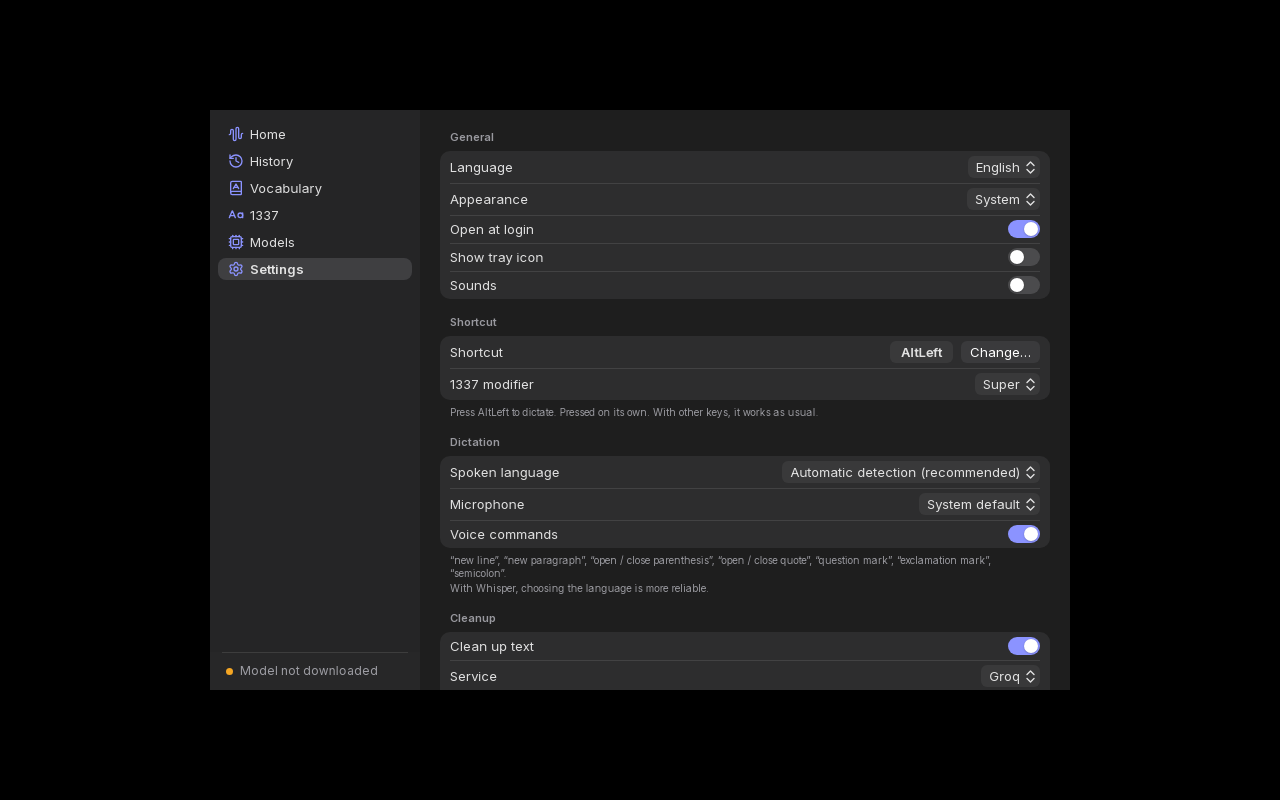 Home
History
Vocabulary
Aa 1337
Models
Settings
Model not downloaded
General
Language English
Appearance System
Open at login
Show tray icon
Sounds
Shortcut
Shortcut AltLeft Change…
1337 modifier Super
Press AltLeft to dictate. Pressed on its own. With other keys, it works as usual.
Dictation
Spoken language Automatic detection (recommended)
Microphone System default
Voice commands
“new line”, “new paragraph”, “open / close parenthesis”, “open / close quote”, “question mark”, “exclamation mark”,
“semicolon”.
With Whisper, choosing the language is more reliable.
Cleanup
Clean up text
Service Groq